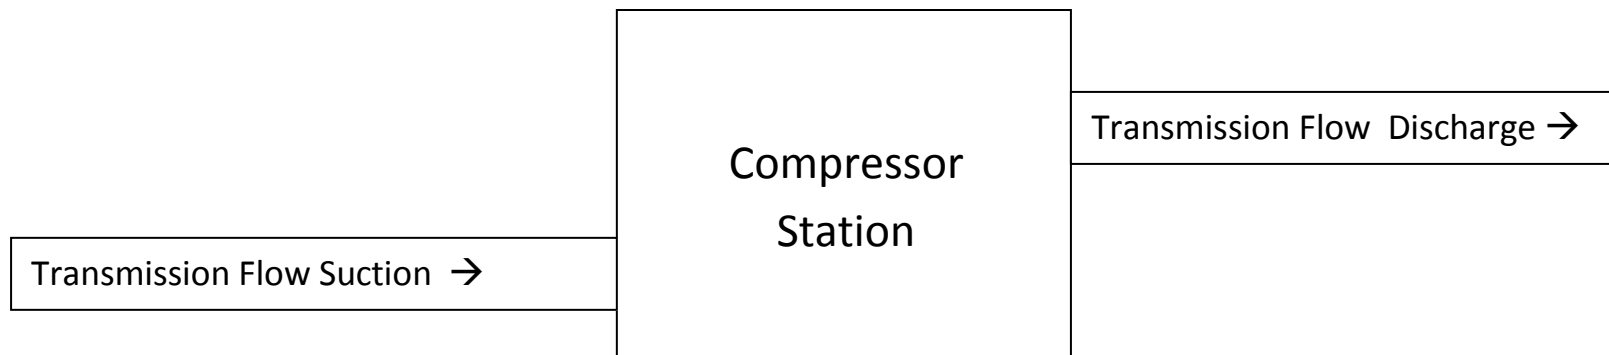 Transmission Flow Suction →
Compressor
Station
Transmission Flow  Discharge →